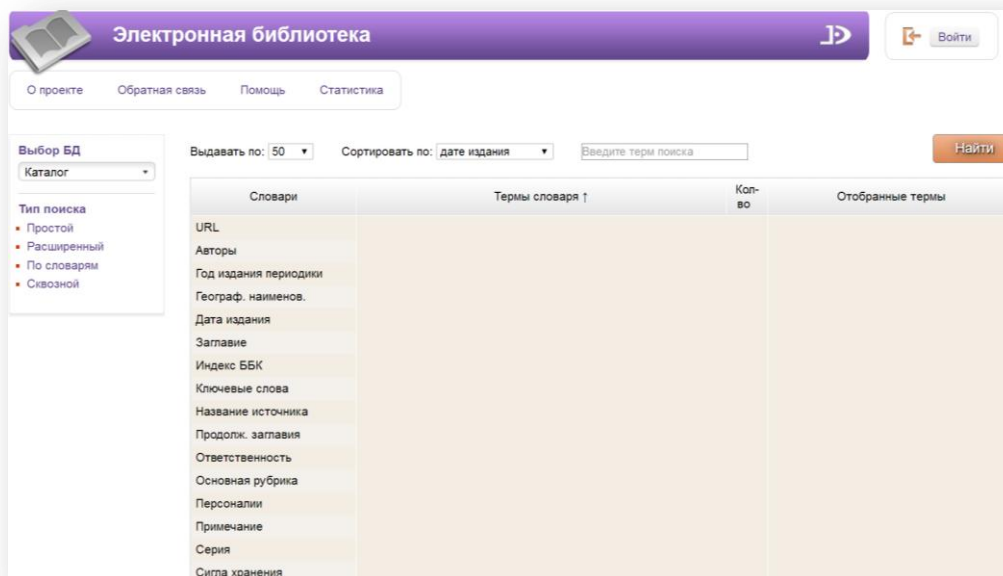 Электронная библиотека
Войти
О проекте Обратная связь Помощь Статистика
Выбор БД
Каталог
Тип поиска
Простой
Расширенный
По словарям
Сквозной
Выдавать по: 50 Сортировать по: дате издания Введите терм поиска
Найти
Словари Термы словаря ↑ Кол-
во Отобранные термы
URL
Авторы
Год издания периодики
Географ. наименов.
Дата издания
Заглавие
Индекс ББК
Ключевые слова
Название источника
Продолж. заглавия
Ответственность
Основная рубрика
Персоналии
Примечание
Серия
Сигла хранения